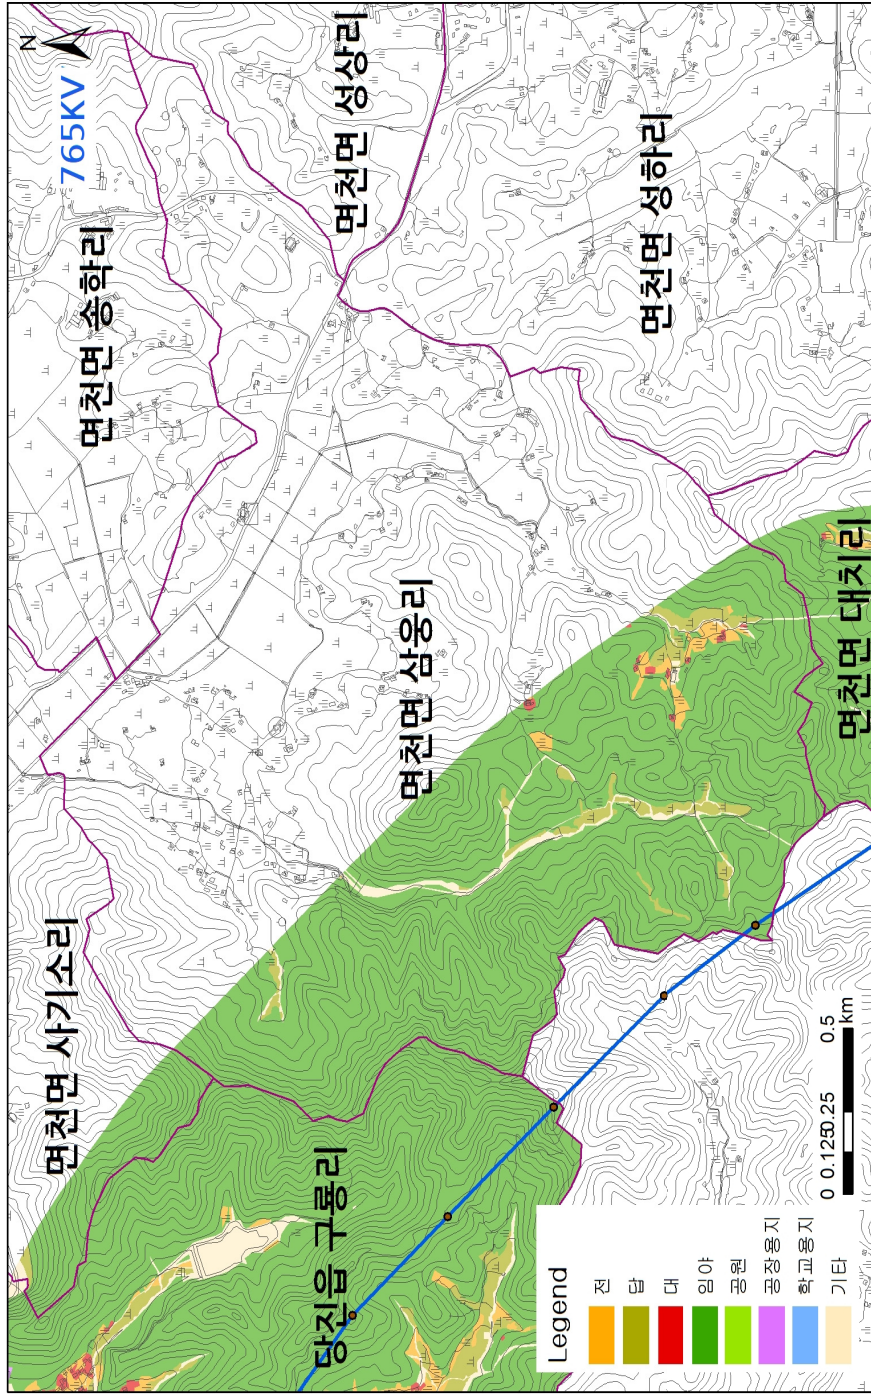 N
765KV
면천면 성상리
면천면 성하리
면천면 송학리
면천면 삼웅리
면천면 대치리
면천면 사기소리
당진읍 구룡리
Legend
전
답
대
임야
공원
공장용지
학교용지
기타
0 0.125 0.25 0.5
km